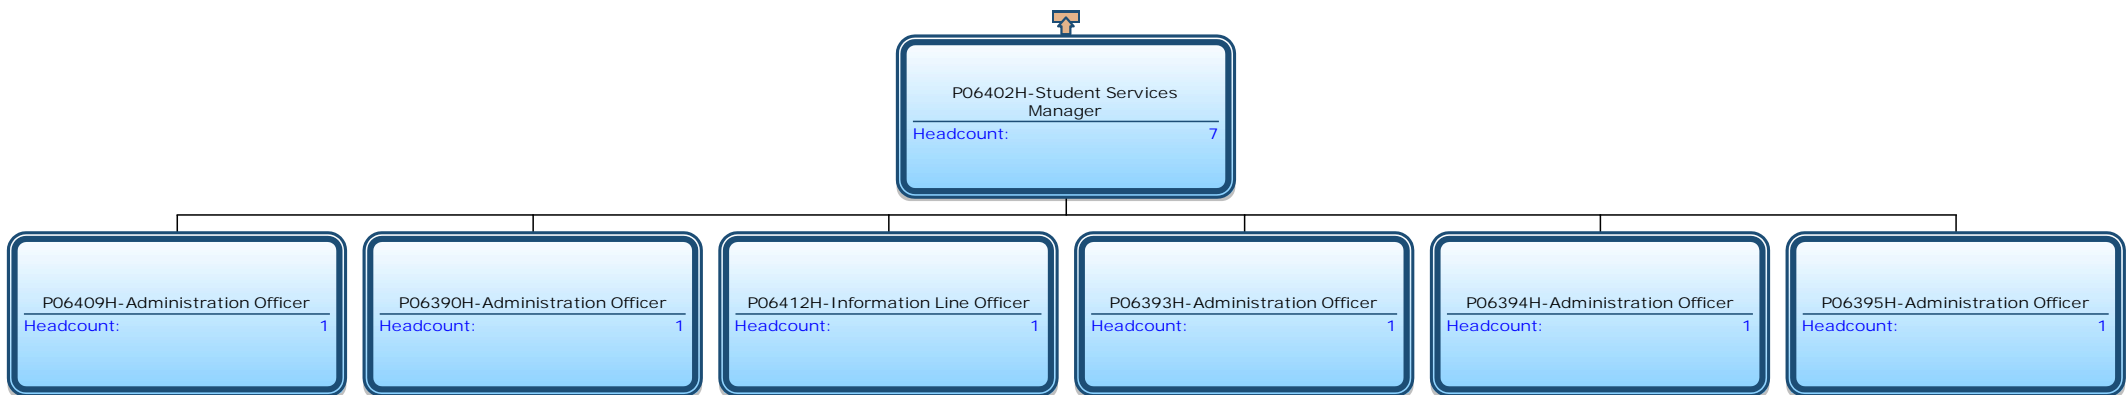 P06402H-Student Services
Manager
Headcount: 7
P06409H-Administration Officer
Headcount: 1
P06390H-Administration Officer
Headcount: 1
P06412H-Information Line Officer
Headcount: 1
P06393H-Administration Officer
Headcount: 1
P06394H-Administration Officer
Headcount: 1
P06395H-Administration Officer
Headcount: 1